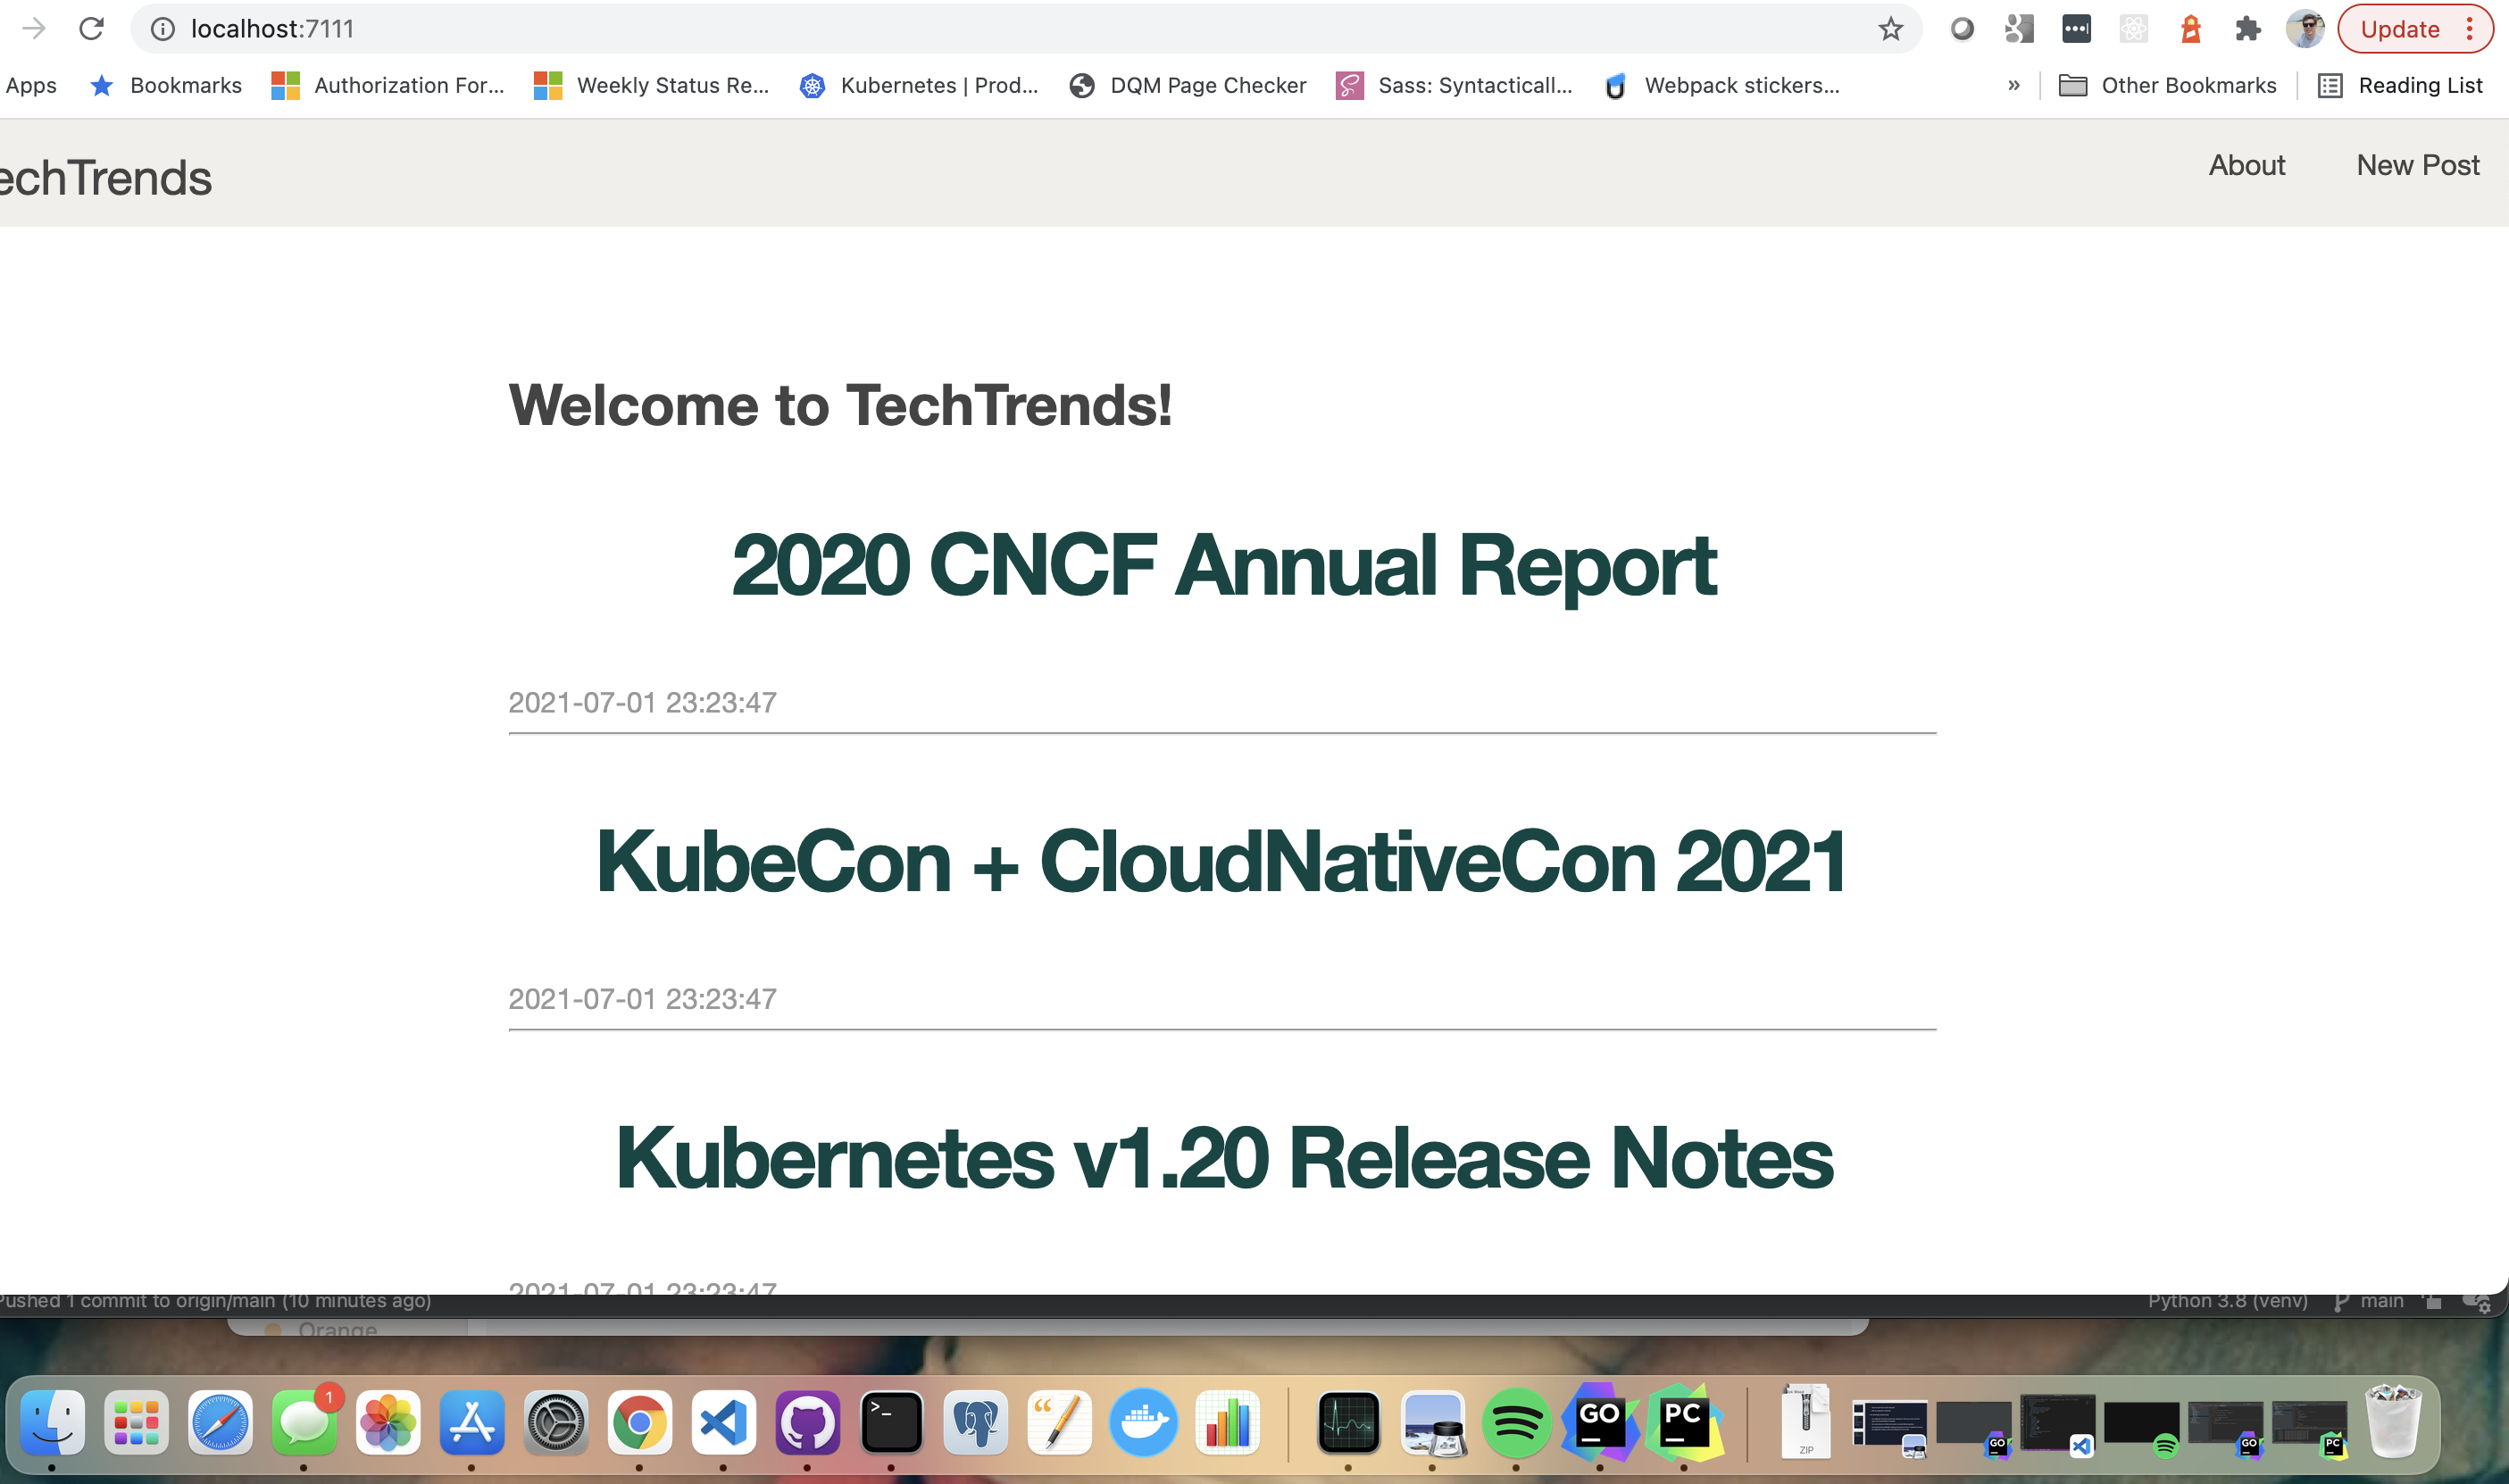 localhost:7111
Update
Apps
Bookmarks
Authorization For...
Weekly Status Re...
Kubernetes | Prod...
DQM Page Checker
Sass: Syntacticall...
Webpack stickers...
»
Other Bookmarks
Reading List
echTrends
About
New Post
Welcome to TechTrends!
2020 CNCF Annual Report
2021-07-01 23:23:47
KubeCon + CloudNativeCon 2021
2021-07-01 23:23:47
Kubernetes v1.20 Release Notes
2021-07-01 23:23:47
Pushed 1 commit to origin/main (10 minutes ago)
Python 3.8 (venv)
main
Orange
1
>_
GO
PC
ZIP
GO
GO
PC